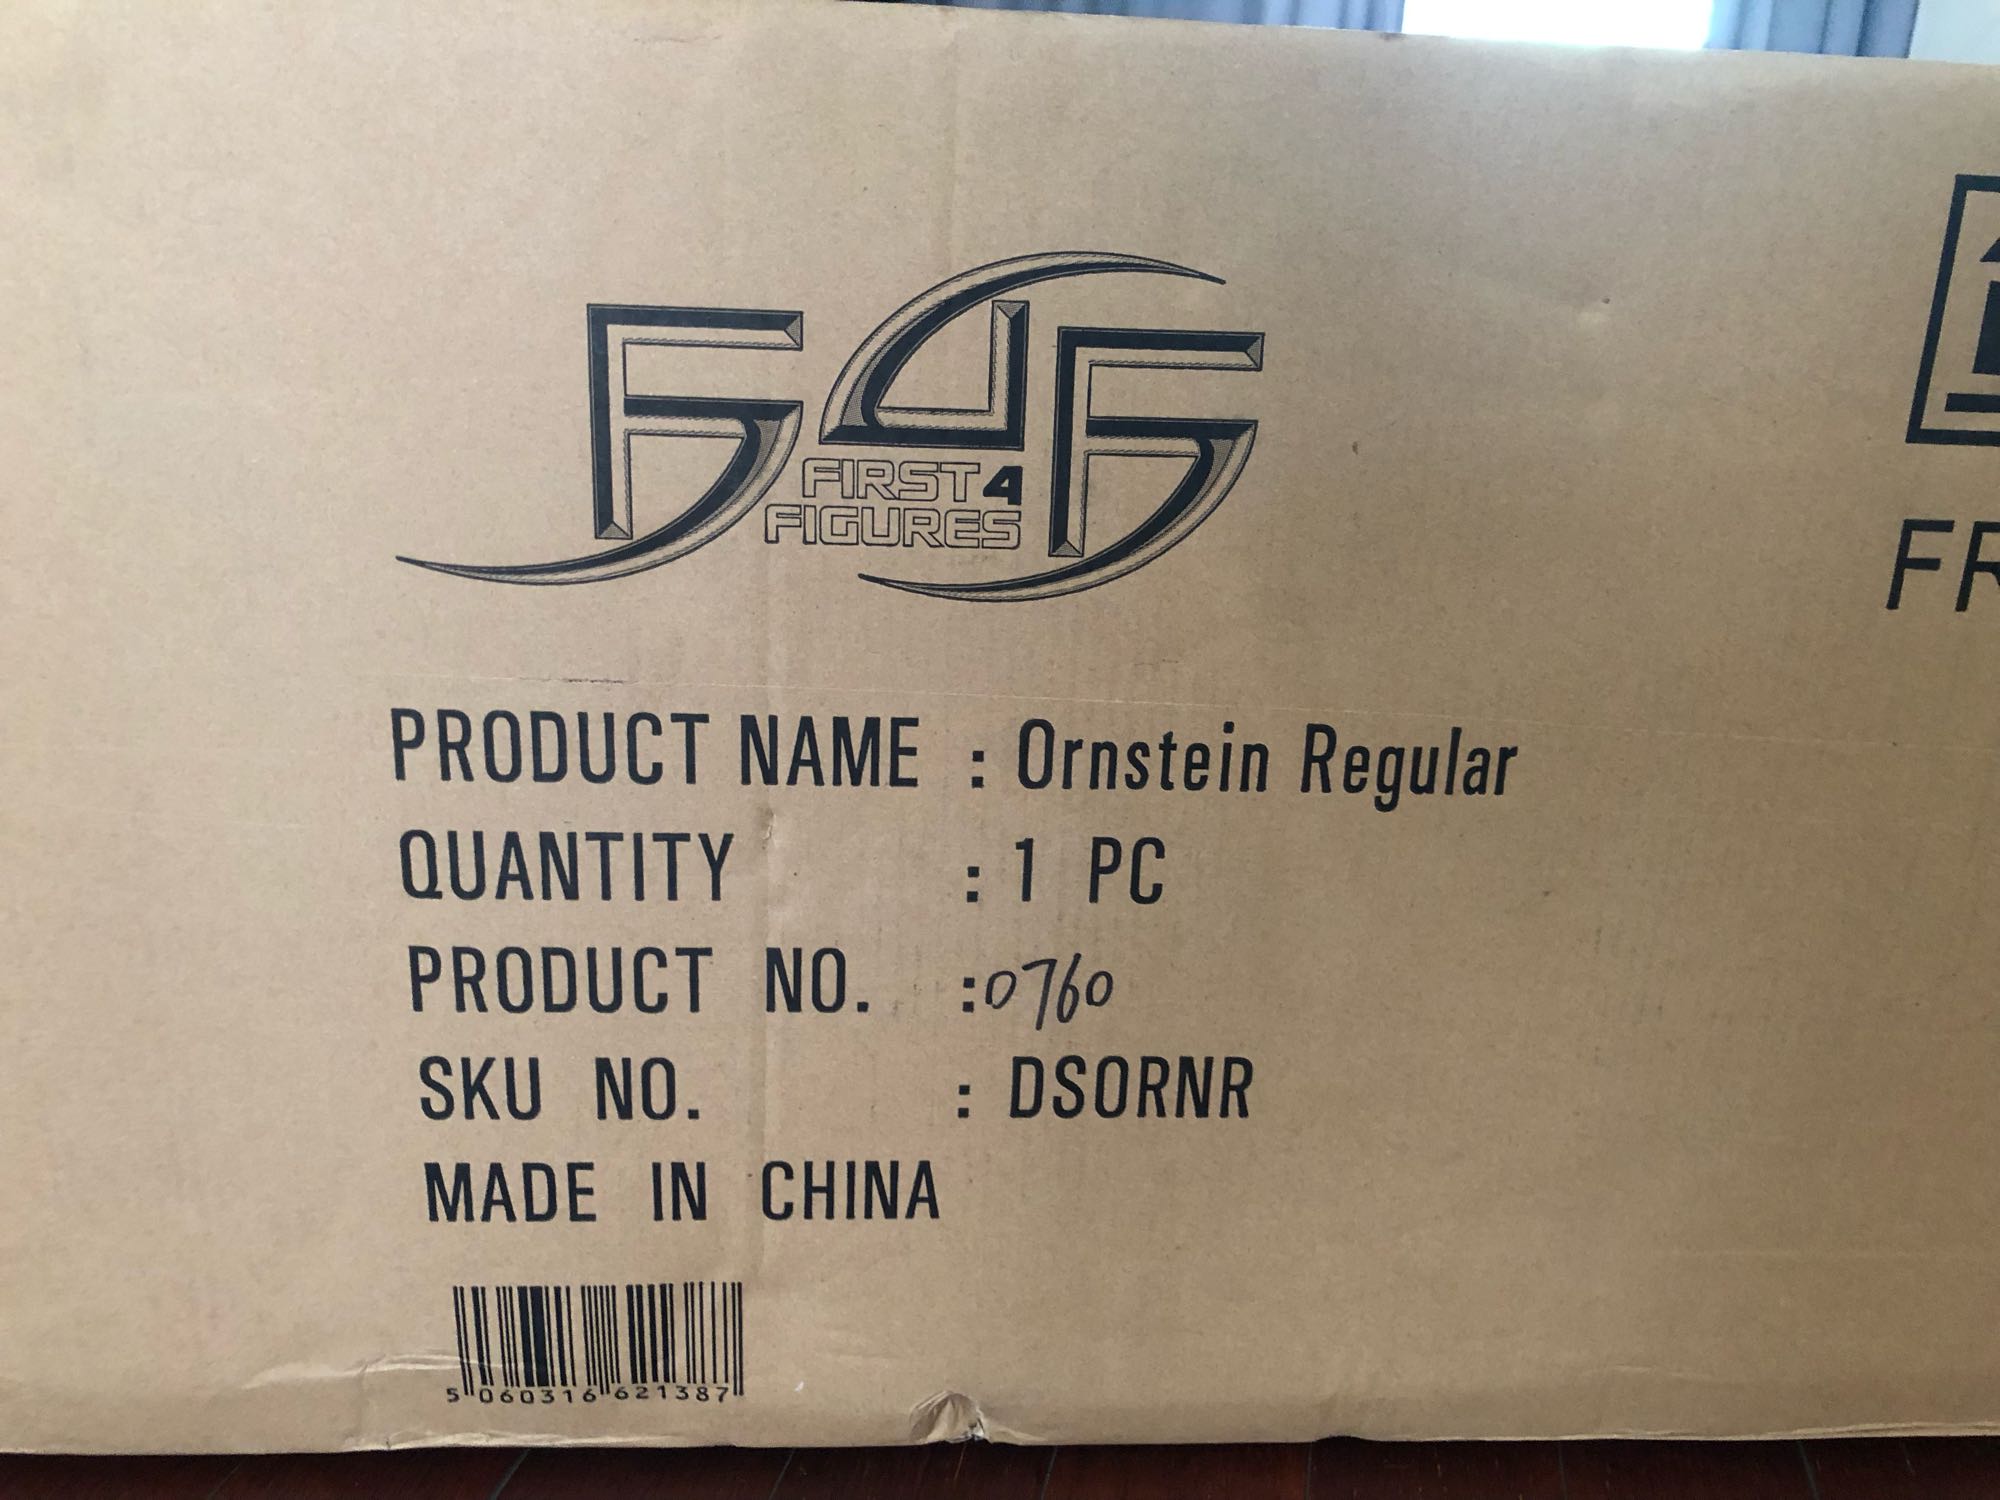 F4F
FIRST 4
FIGURES
FR
PRODUCT NAME : Ornstein Regular
QUANTITY : 1 PC
PRODUCT NO. : 0760
SKU NO. : DSORNR
MADE IN CHINA
5 060316 621387